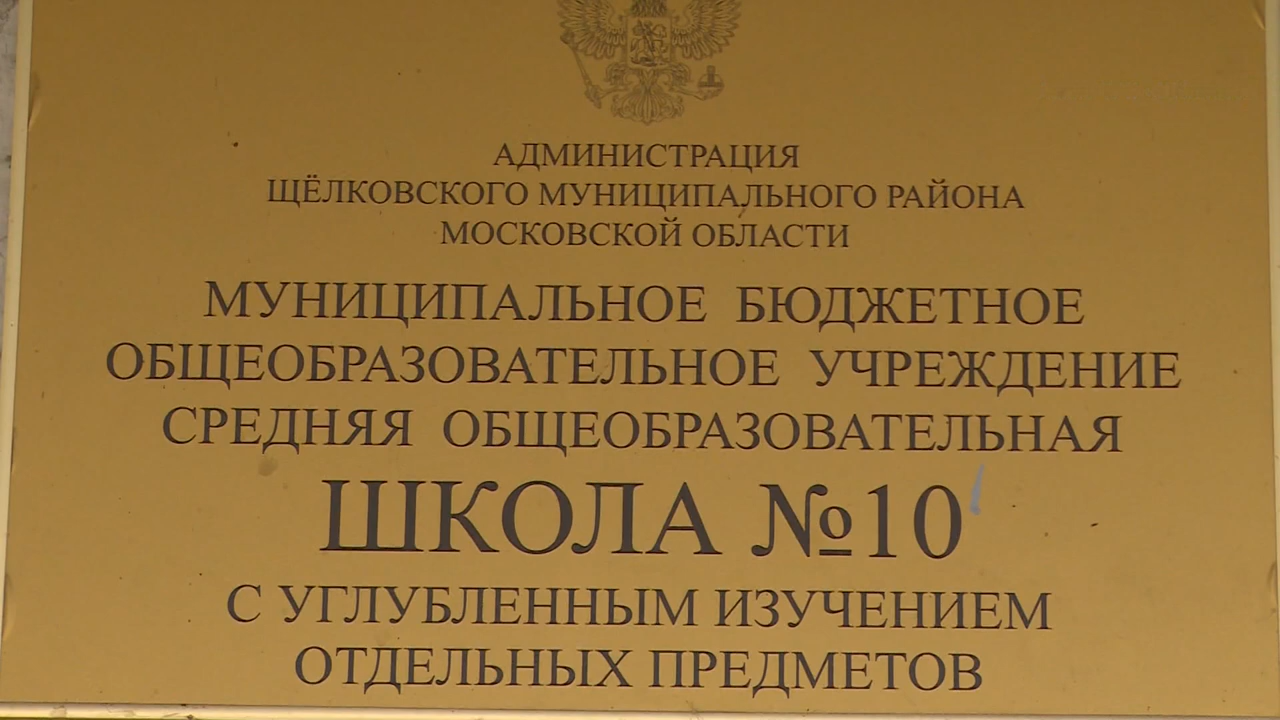 АДМИНИСТРАЦИЯ
ЩЁЛКОВСКОГО МУНИЦИПАЛЬНОГО РАЙОНА
МОСКОВСКОЙ ОБЛАСТИ
МУНИЦИПАЛЬНОЕ БЮДЖЕТНОЕ
ОБЩЕОБРАЗОВАТЕЛЬНОЕ УЧРЕЖДЕНИЕ
СРЕДНЯЯ ОБЩЕОБРАЗОВАТЕЛЬНАЯ
ШКОЛА №10
С УГЛУБЛЕННЫМ ИЗУЧЕНИЕМ
ОТДЕЛЬНЫХ ПРЕДМЕТОВ